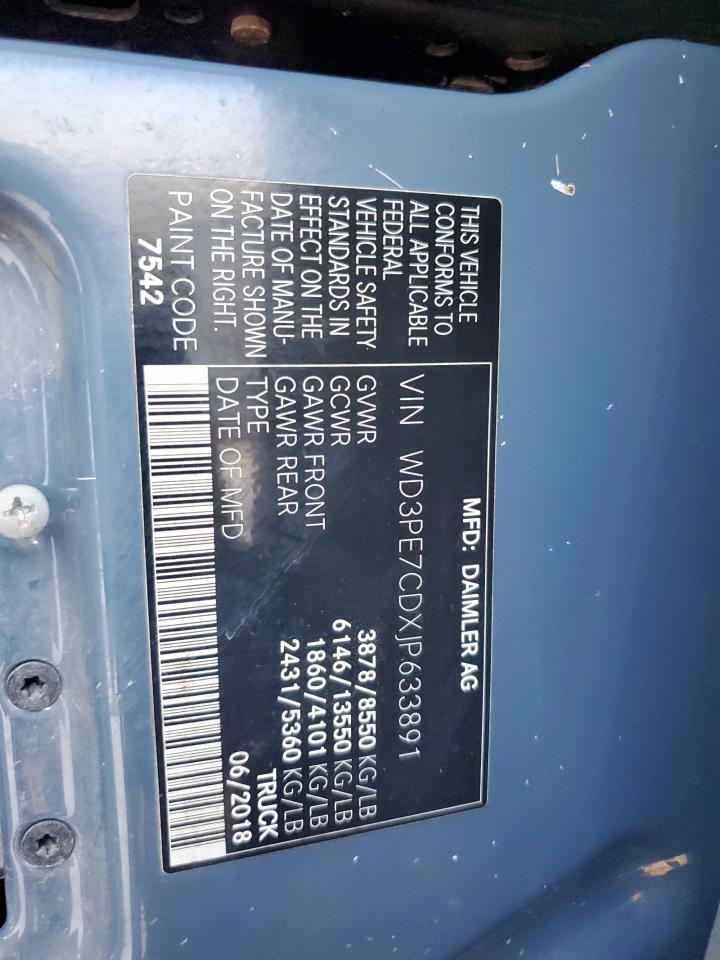 MFD: DAIMLER AG
THIS VEHICLE
CONFORMS TO
ALL APPLICABLE
FEDERAL
VEHICLE SAFETY
STANDARDS IN
EFFECT ON THE
DATE OF MANU-
FACTURE SHOWN
ON THE RIGHT.
PAINT CODE
7542
VIN WD3PE7CDXJP633891
GVWR 3878/8550 KG/LB
GCWR 6146/13550 KG/LB
GAWR FRONT 1860/4101 KG/LB
GAWR REAR 2431/5360 KG/LB
TYPE TRUCK
DATE OF MFD 06/2018